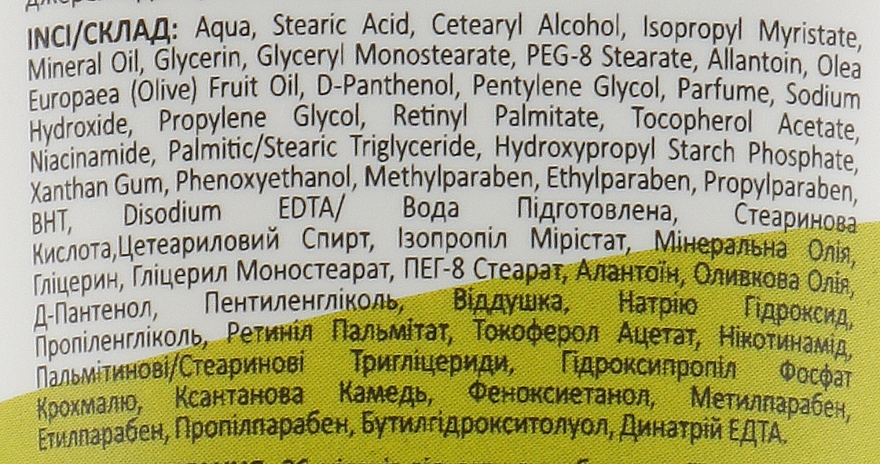 INCI/СКЛАД: Aqua, Stearic Acid, Cetearyl Alcohol, Isopropyl Myristate,
Mineral Oil, Glycerin, Glyceryl Monostearate, PEG-8 Stearate, Allantoin, Olea
Europaea (Olive) Fruit Oil, D-Panthenol, Pentylene Glycol, Parfume, Sodium
Hydroxide, Propylene Glycol, Retinyl Palmitate, Tocopherol Acetate,
Niacinamide, Palmitic/Stearic Triglyceride, Hydroxypropyl Starch Phosphate,
Xanthan Gum, Phenoxyethanol, Methylparaben, Ethylparaben, Propylparaben,
BHT, Disodium EDTA/ Вода Підготовлена, Стеаринова
Кислота,Цетеариловий Спирт, Ізопропіл Мірістат, Мінеральна Олія,
Гліцерин, Гліцерил Моностеарат, ПЕГ-8 Стеарат, Алантоїн, Оливкова Олія,
Д-Пантенол, Пентиленгліколь, Віддушка, Натрію Гідроксид,
Пропіленгліколь, Ретиніл Пальмітат, Токоферол Ацетат, Нікотинамід,
Пальмітинові/Стеаринові Тригліцериди, Гідроксипропіл Фосфат
Крохмалю, Ксантанова Камедь, Феноксиетанол, Метилпарабен,
Етилпарабен, Пропілпарабен, Бутилгідрокситолуол, Динатрій ЕДТА.